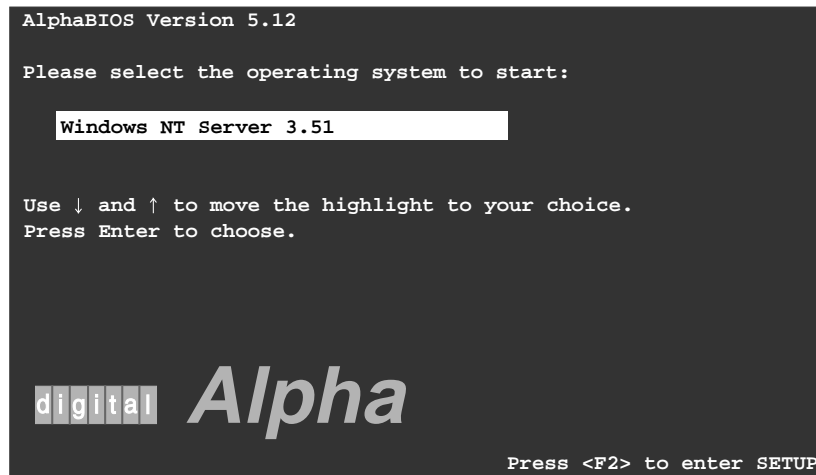 AlphaBIOS Version 5.12
Please select the operating system to start:
Windows NT Server 3.51
Use ↓ and ↑ to move the highlight to your choice.
Press Enter to choose.
digital Alpha
Press <F2> to enter SETUP